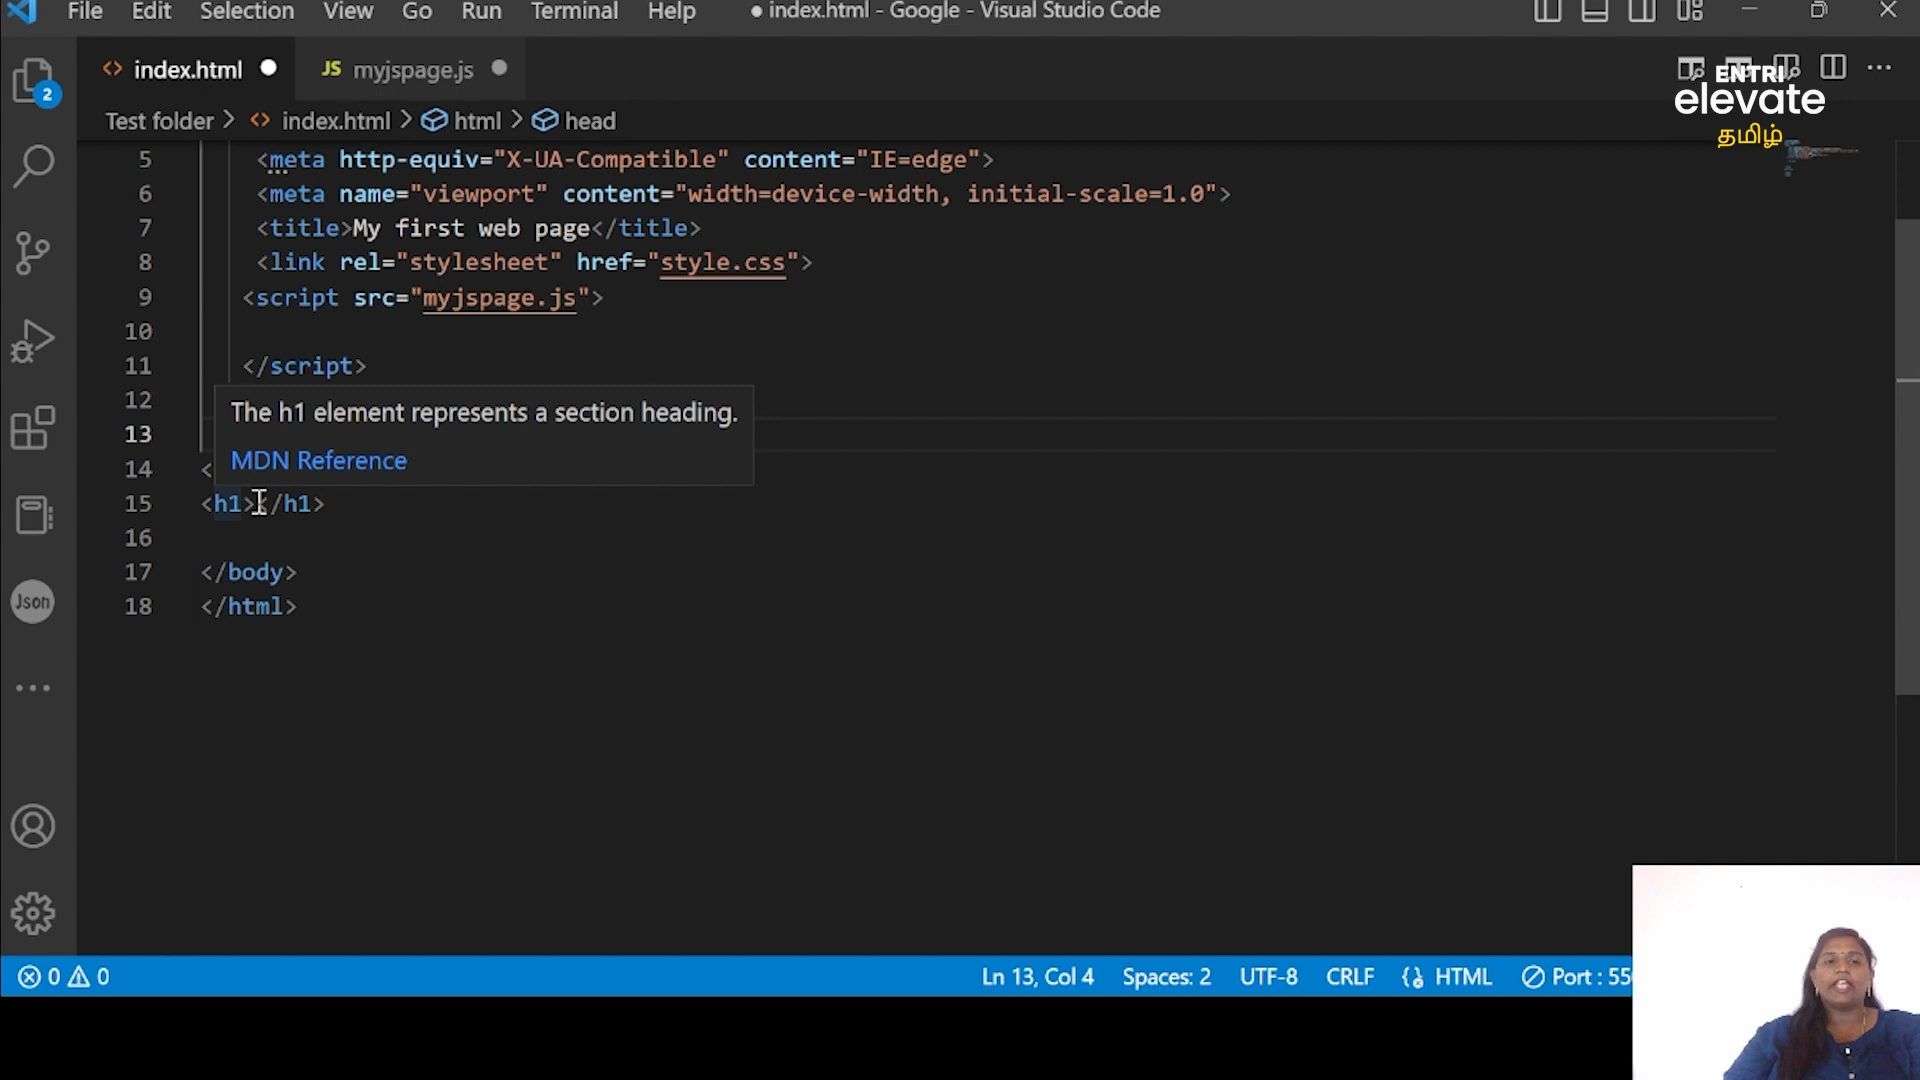 File Edit Selection View Go Run Terminal Help ● index.html - Google - Visual Studio Code
index.html ● JS myjspage.js ●
ENTRI
elevate
தமிழ்
Test folder > index.html > html > head
5 <meta http-equiv="X-UA-Compatible" content="IE=edge">
6 <meta name="viewport" content="width=device-width, initial-scale=1.0">
7 <title>My first web page</title>
8 <link rel="stylesheet" href="style.css">
9 <script src="myjspage.js">
10
11 </script>
12
The h1 element represents a section heading.
13
MDN Reference
14 <
15 <h1></h1>
16
17 </body>
18 </html>
2
Json
0 0 Ln 13, Col 4 Spaces: 2 UTF-8 CRLF HTML Port : 55